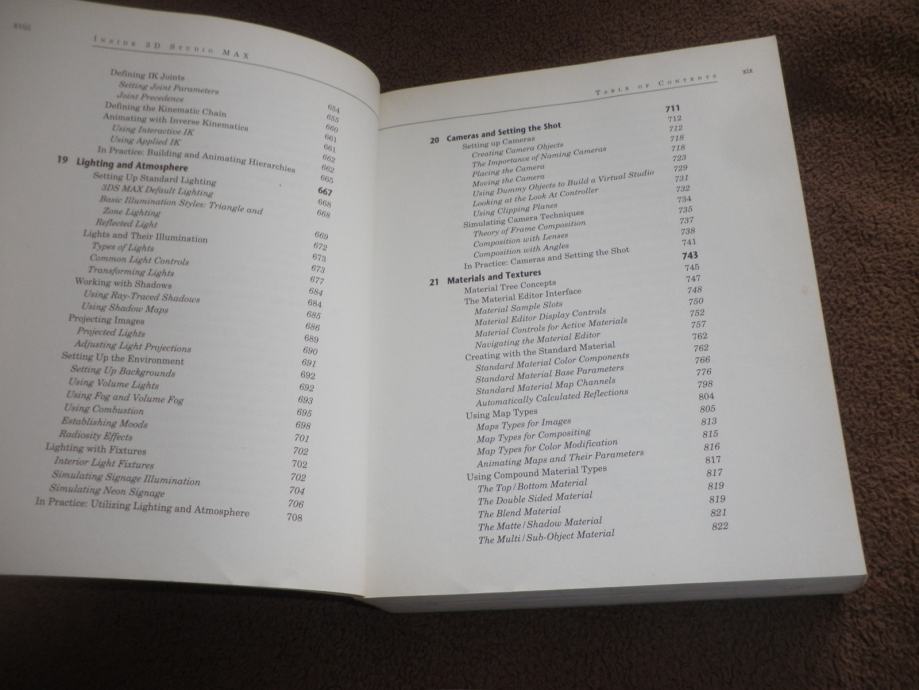 xviii
Inside 3D Studio MAX
Defining IK Joints 654
Setting Joint Parameters 655
Joint Precedence 660
Defining the Kinematic Chain 661
Animating with Inverse Kinematics 661
Using Interactive IK 662
Using Applied IK 662
In Practice: Building and Animating Hierarchies 665
19 Lighting and Atmosphere 667
Setting Up Standard Lighting 668
3DS MAX Default Lighting 668
Basic Illumination Styles: Triangle and
Zone Lighting 669
Reflected Light 672
Lights and Their Illumination 673
Types of Lights 673
Common Light Controls 677
Transforming Lights 684
Working with Shadows 684
Using Ray-Traced Shadows 685
Using Shadow Maps 686
Projecting Images 689
Projected Lights 690
Adjusting Light Projections 691
Setting Up the Environment 692
Setting Up Backgrounds 692
Using Volume Lights 693
Using Fog and Volume Fog 695
Using Combustion 698
Establishing Moods 701
Radiosity Effects 702
Lighting with Fixtures 702
Interior Light Fixtures 702
Simulating Signage Illumination 704
Simulating Neon Signage 706
In Practice: Utilizing Lighting and Atmosphere 708
Table of Contents xix
20 Cameras and Setting the Shot 711
Setting up Cameras 712
Creating Camera Objects 712
The Importance of Naming Cameras 718
Placing the Camera 718
Moving the Camera 723
Using Dummy Objects to Build a Virtual Studio 729
Looking at the Look At Controller 731
Using Clipping Planes 732
Simulating Camera Techniques 734
Theory of Frame Composition 735
Composition with Lenses 737
Composition with Angles 738
In Practice: Cameras and Setting the Shot 741
21 Materials and Textures 743
Material Tree Concepts 745
The Material Editor Interface 747
Material Sample Slots 748
Material Editor Display Controls 750
Material Controls for Active Materials 752
Navigating the Material Editor 757
Creating with the Standard Material 762
Standard Material Color Components 762
Standard Material Base Parameters 766
Standard Material Map Channels 776
Automatically Calculated Reflections 798
Using Map Types 804
Maps Types for Images 805
Map Types for Compositing 813
Map Types for Color Modification 815
Animating Maps and Their Parameters 816
Using Compound Material Types 817
The Top/Bottom Material 817
The Double Sided Material 819
The Blend Material 819
The Matte/Shadow Material 821
The Multi/Sub-Object Material 822